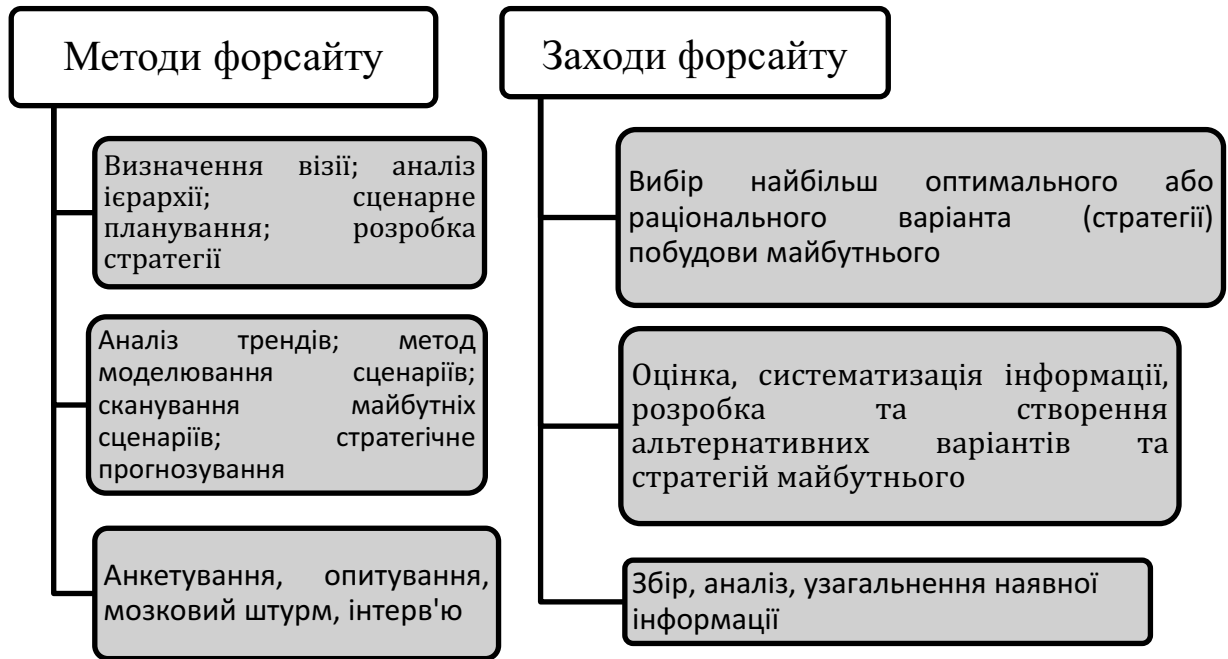 Методи форсайту
Визначення візії; аналіз
ієрархії; сценарне
планування; розробка
стратегії
Аналіз трендів; метод
моделювання сценаріїв;
сканування майбутніх
сценаріїв; стратегічне
прогнозування
Анкетування, опитування,
мозковий штурм, інтерв'ю
Заходи форсайту
Вибір найбільш оптимального або
раціонального варіанта (стратегії)
побудови майбутнього
Оцінка, систематизація інформації,
розробка та створення
альтернативних варіантів та
стратегій майбутнього
Збір, аналіз, узагальнення наявної
інформації